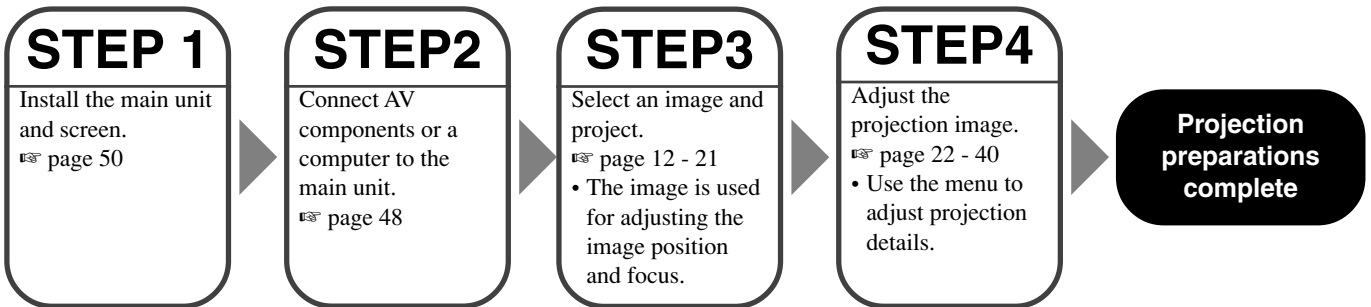 STEP 1
Install the main unit
and screen.
☞ page 50
STEP2
Connect AV
components or a
computer to the
main unit.
☞ page 48
STEP3
Select an image and
project.
☞ page 12 - 21
• The image is used
for adjusting the
image position
and focus.
STEP4
Adjust the
projection image.
☞ page 22 - 40
• Use the menu to
adjust projection
details.
Projection
preparations
complete